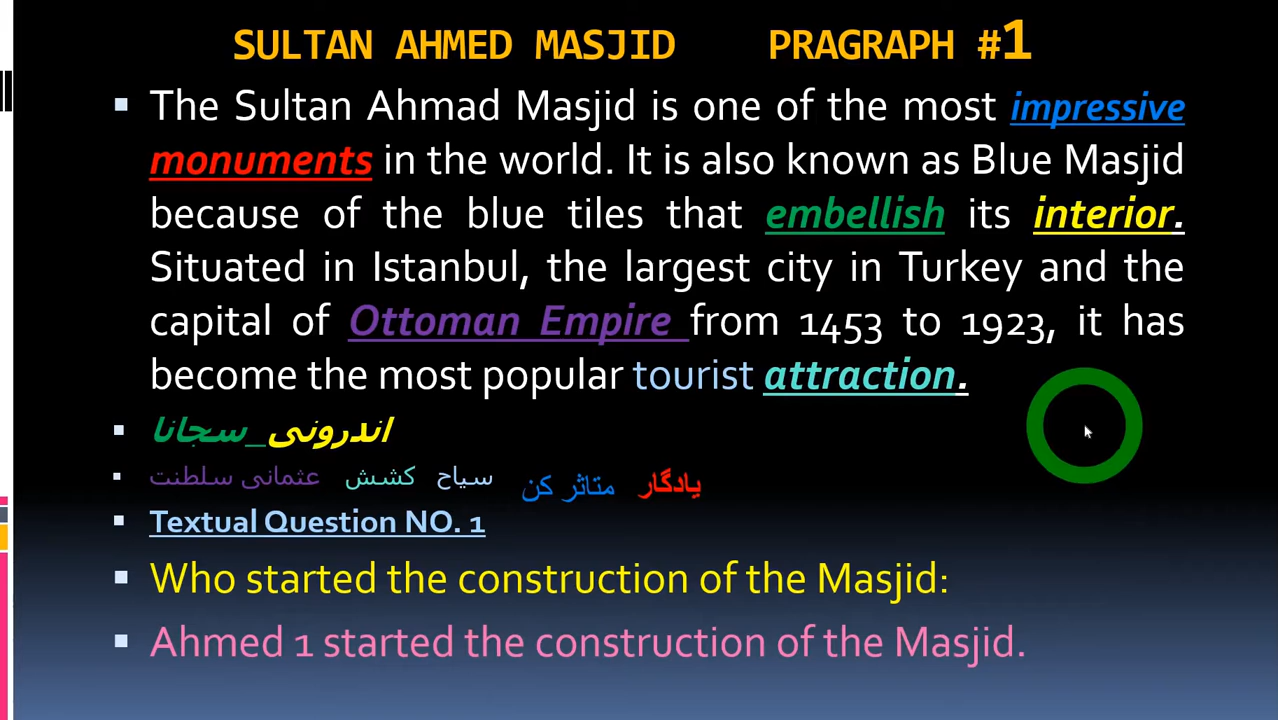 SULTAN AHMED MASJID PRAGRAPH #1
The Sultan Ahmad Masjid is one of the most impressive
monuments in the world. It is also known as Blue Masjid
because of the blue tiles that embellish its interior.
Situated in Istanbul, the largest city in Turkey and the
capital of Ottoman Empire from 1453 to 1923, it has
become the most popular tourist attraction.
اندرونی_سجانا
یادگار متاثر کن سیاح کشش عثمانی سلطنت
Textual Question NO. 1
Who started the construction of the Masjid:
Ahmed 1 started the construction of the Masjid.